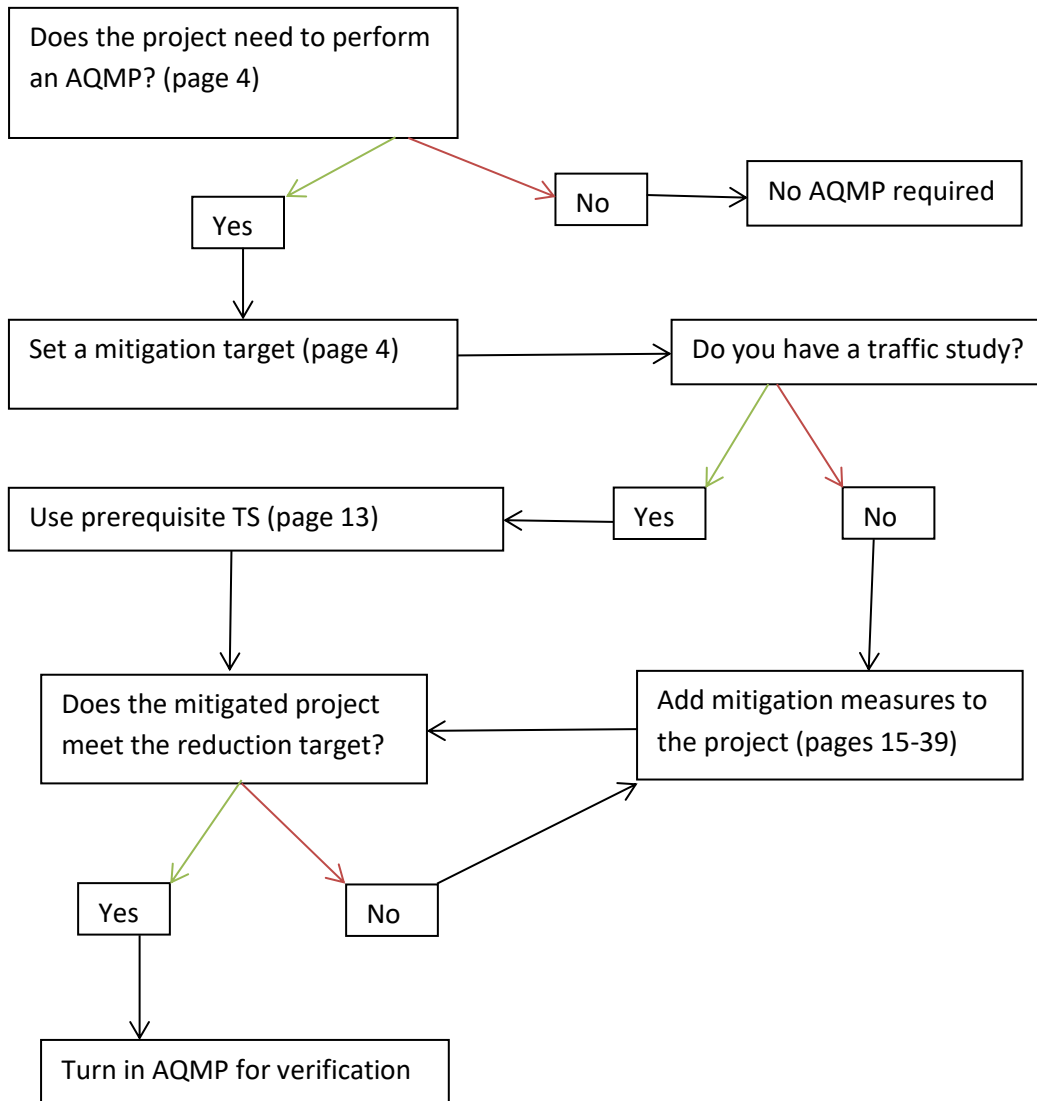 Does the project need to perform
an AQMP? (page 4)
Yes
No
No AQMP required
Set a mitigation target (page 4)
Do you have a traffic study?
Use prerequisite TS (page 13)
Yes
No
Does the mitigated project
meet the reduction target?
Add mitigation measures to
the project (pages 15-39)
Yes
No
Turn in AQMP for verification